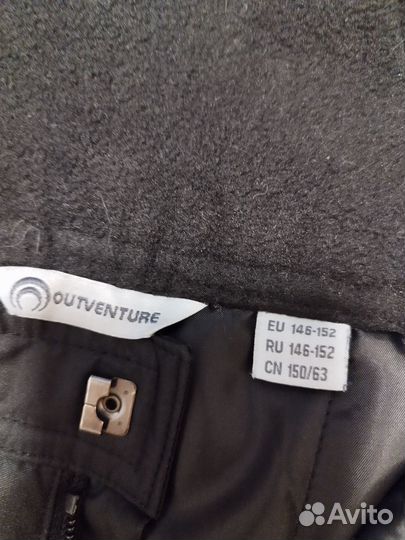 OUTVENTURE
EU 146-152
RU 146-152
CN 150/63
Avito